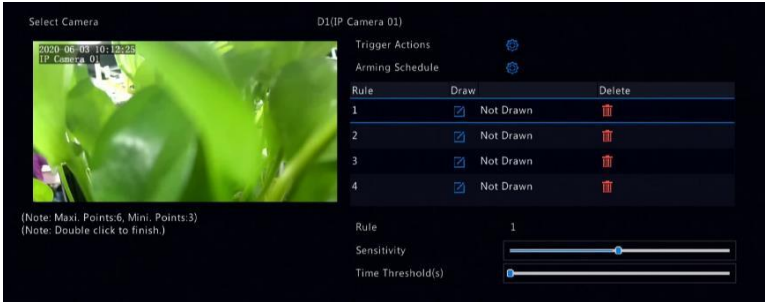 Select Camera
D1(IP Camera 01)
2020-06-03 10:12:25
IP Camera 01
Trigger Actions
Arming Schedule
Rule Draw Delete
1 Not Drawn
2 Not Drawn
3 Not Drawn
4 Not Drawn
(Note: Maxi. Points:6, Mini. Points:3)
(Note: Double click to finish.)
Rule 1
Sensitivity
Time Threshold(s)